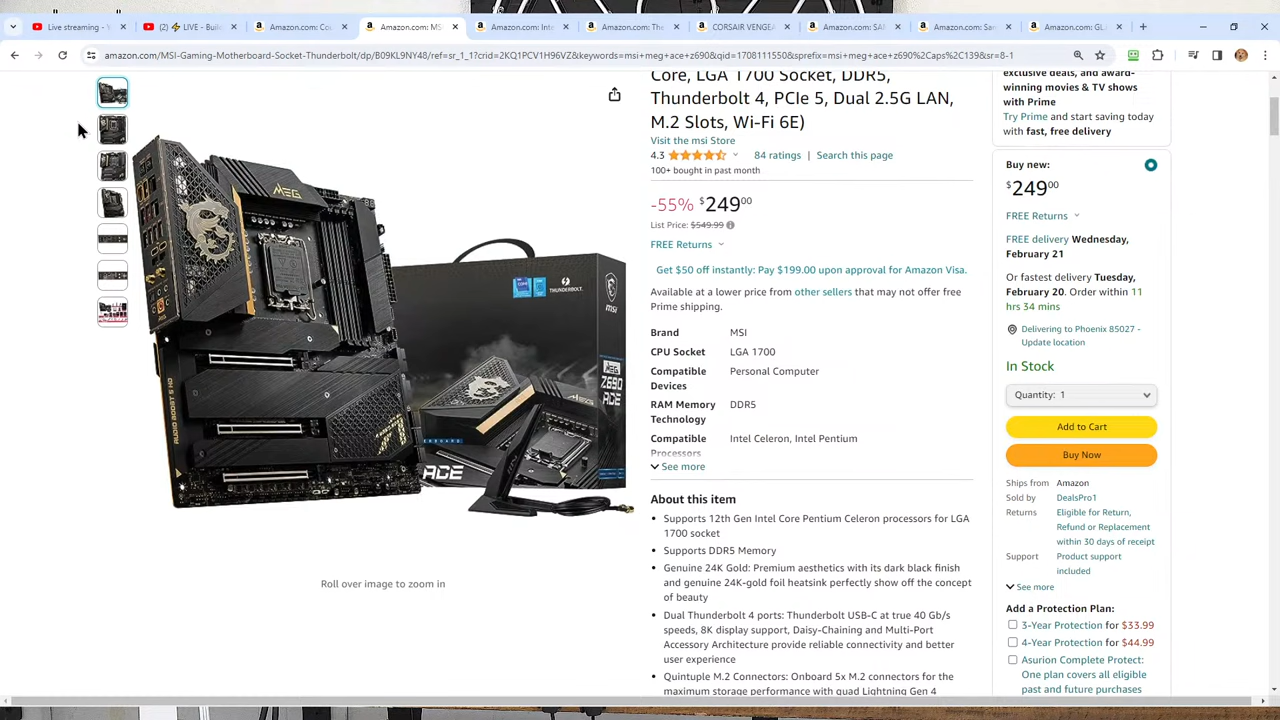 Live streaming - Y
(2) ⚡ LIVE - Build
Amazon.com: Co
Amazon.com: MS
Amazon.com: Int
Amazon.com: The
CORSAIR VENGEA
Amazon.com: SA
Amazon.com: Sa
Amazon.com: GL
amazon.com/MSI-Gaming-Motherboard-Socket-Thunderbolt/dp/B09KL9NY48/ref=sr_1_1?crid=2KQ1PCV1H96VZ&keywords=msi+meg+ace+z690&qid=1708111550&sprefix=msi+meg+ace+z690%2Caps%2C139&sr=8-1
Core, LGA 1700 Socket, DDR5,
Thunderbolt 4, PCIe 5, Dual 2.5G LAN,
M.2 Slots, Wi-Fi 6E)
Visit the msi Store
4.3
84 ratings | Search this page
100+ bought in past month
-55% $249 00
List Price: $549.99
FREE Returns
Get $50 off instantly: Pay $199.00 upon approval for Amazon Visa.
Available at a lower price from other sellers that may not offer free
Prime shipping.
Brand MSI
CPU Socket LGA 1700
Compatible Personal Computer
Devices
RAM Memory DDR5
Technology
Compatible Intel Celeron, Intel Pentium
Processors
See more
About this item
• Supports 12th Gen Intel Core Pentium Celeron processors for LGA
1700 socket
• Supports DDR5 Memory
• Genuine 24K Gold: Premium aesthetics with its dark black finish
and genuine 24K-gold foil heatsink perfectly show off the concept
of beauty
• Dual Thunderbolt 4 ports: Thunderbolt USB-C at true 40 Gb/s
speeds, 8K display support, Daisy-Chaining and Multi-Port
Accessory Architecture provide reliable connectivity and better
user experience
• Quintuple M.2 Connectors: Onboard 5x M.2 connectors for the
maximum storage performance with quad Lightning Gen 4
MEG
THUNDERBOLT
msi
MEG
Z690
ACE
ACE
AUDIO BOOST 5 HD
Roll over image to zoom in
exclusive deals, and award-
winning movies & TV shows
with Prime
Try Prime and start saving today
with fast, free delivery
Buy new:
$249 00
FREE Returns
FREE delivery Wednesday,
February 21
Or fastest delivery Tuesday,
February 20. Order within 11
hrs 34 mins
Delivering to Phoenix 85027 -
Update location
In Stock
Quantity: 1
Add to Cart
Buy Now
Ships from Amazon
Sold by DealsPro1
Returns Eligible for Return,
Refund or Replacement
within 30 days of receipt
Support Product support
included
See more
Add a Protection Plan:
3-Year Protection for $33.99
4-Year Protection for $44.99
Asurion Complete Protect:
One plan covers all eligible
past and future purchases